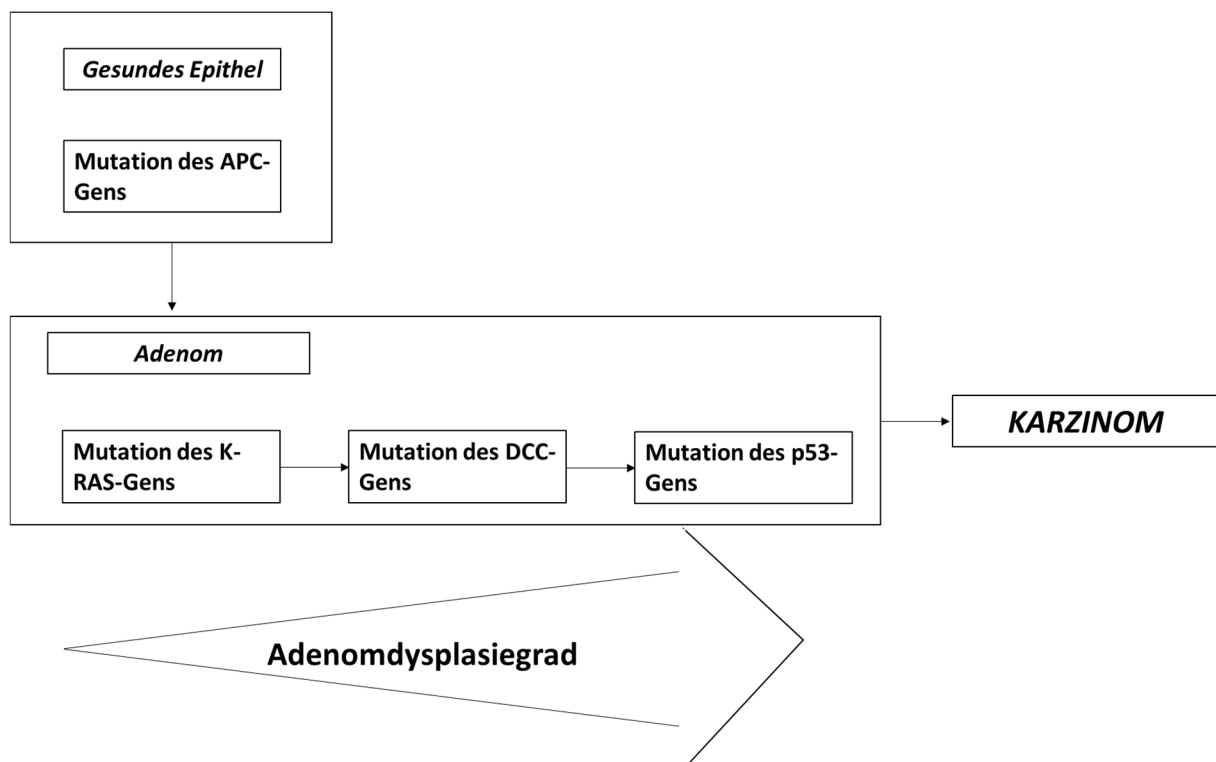 Gesundes Epithel
Mutation des APC-
Gens
Adenom
Mutation des K-
RAS-Gens
Mutation des DCC-
Gens
Mutation des p53-
Gens
KARZINOM
Adenomdysplasiegrad